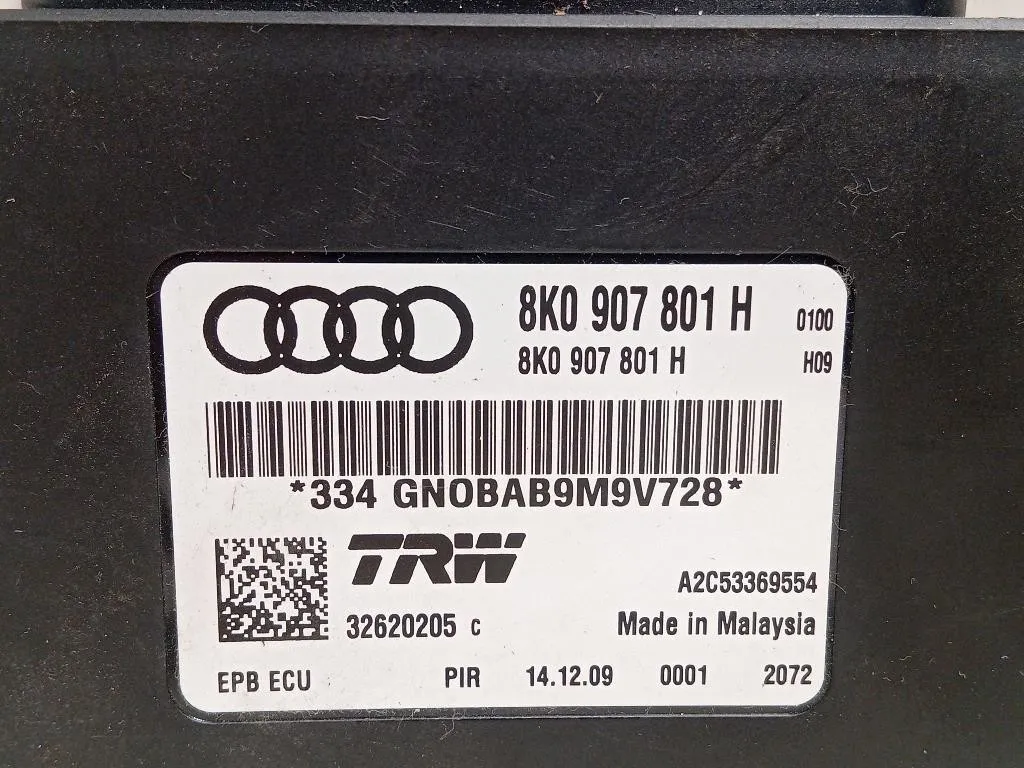 8K0 907 801 H 0100
8K0 907 801 H H09
*334 GN0BAB9M9V728*
TRW
A2C53369554
32620205 C Made in Malaysia
EPB ECU PIR 14.12.09 0001 2072